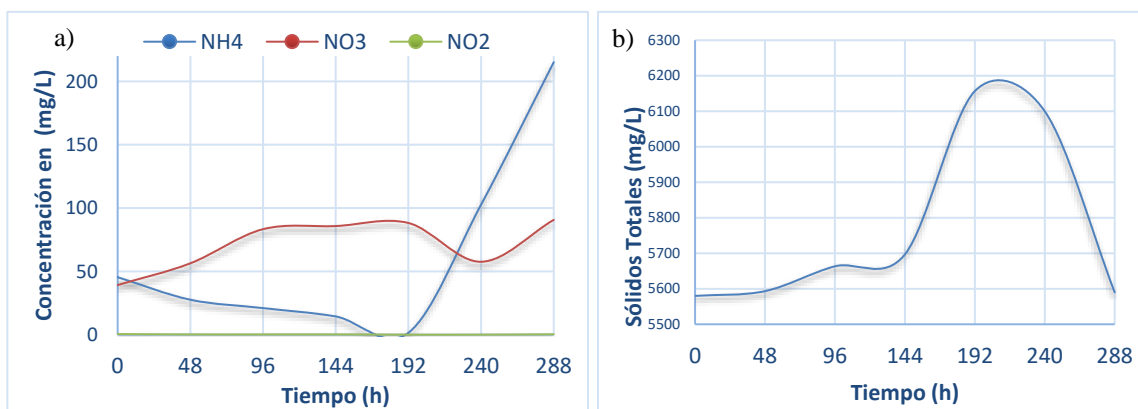 a)
NH4 NO3 NO2
Concentración en (mg/L)
200
150
100
50
0
0 48 96 144 192 240 288
Tiempo (h)
b)
Sólidos Totales (mg/L)
6300
6200
6100
6000
5900
5800
5700
5600
5500
0 48 96 144 192 240 288
Tiempo (h)